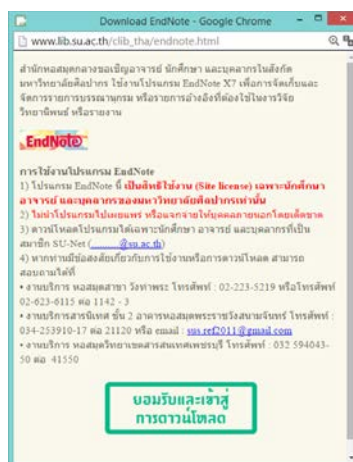 Download EndNote - Google Chrome
www.lib.su.ac.th/clib_tha/endnote.html
สำนักหอสมุดกลางขอเชิญอาจารย์ นักศึกษา และบุคลากรในสังกัด
มหาวิทยาลัยศิลปากร ใช้งานโปรแกรม EndNote X7 เพื่อการจัดเก็บและ
จัดการรายการบรรณานุกรม หรือรายการอ้างอิงที่ต้องใช้ในงานวิจัย
วิทยานิพนธ์ หรือรายงาน
EndNote
การใช้งานโปรแกรม EndNote
1) โปรแกรม EndNote นี้ เป็นสิทธิ์ใช้งาน (Site license) เฉพาะนักศึกษา
อาจารย์ และบุคลากรของมหาวิทยาลัยศิลปากรเท่านั้น
2) ไม่นำโปรแกรมไปเผยแพร่ หรือแจกจ่ายให้บุคคลภายนอกโดยเด็ดขาด
3) ดาวน์โหลดโปรแกรมได้เฉพาะนักศึกษา อาจารย์ และบุคลากรที่เป็น
สมาชิก SU-Net (______@su.ac.th)
4) หากท่านมีข้อสงสัยเกี่ยวกับการใช้งานหรือการดาวน์โหลด สามารถ
สอบถามได้ที่
• งานบริการ หอสมุดสาขา วังท่าพระ โทรศัพท์ : 02-223-5219 หรือโทรศัพท์
02-623-6115 ต่อ 1142 - 3
• งานบริการสารนิเทศ ชั้น 2 อาคารหอสมุดพระราชวังสนามจันทร์ โทรศัพท์ :
034-253910-17 ต่อ 21120 หรือ email : sus.ref2011@gmail.com
• งานบริการ หอสมุดวิทยาเขตสารสนเทศเพชรบุรี โทรศัพท์ : 032 594043-
50 ต่อ 41550
ยอมรับและเข้าสู่
การดาวน์โหลด